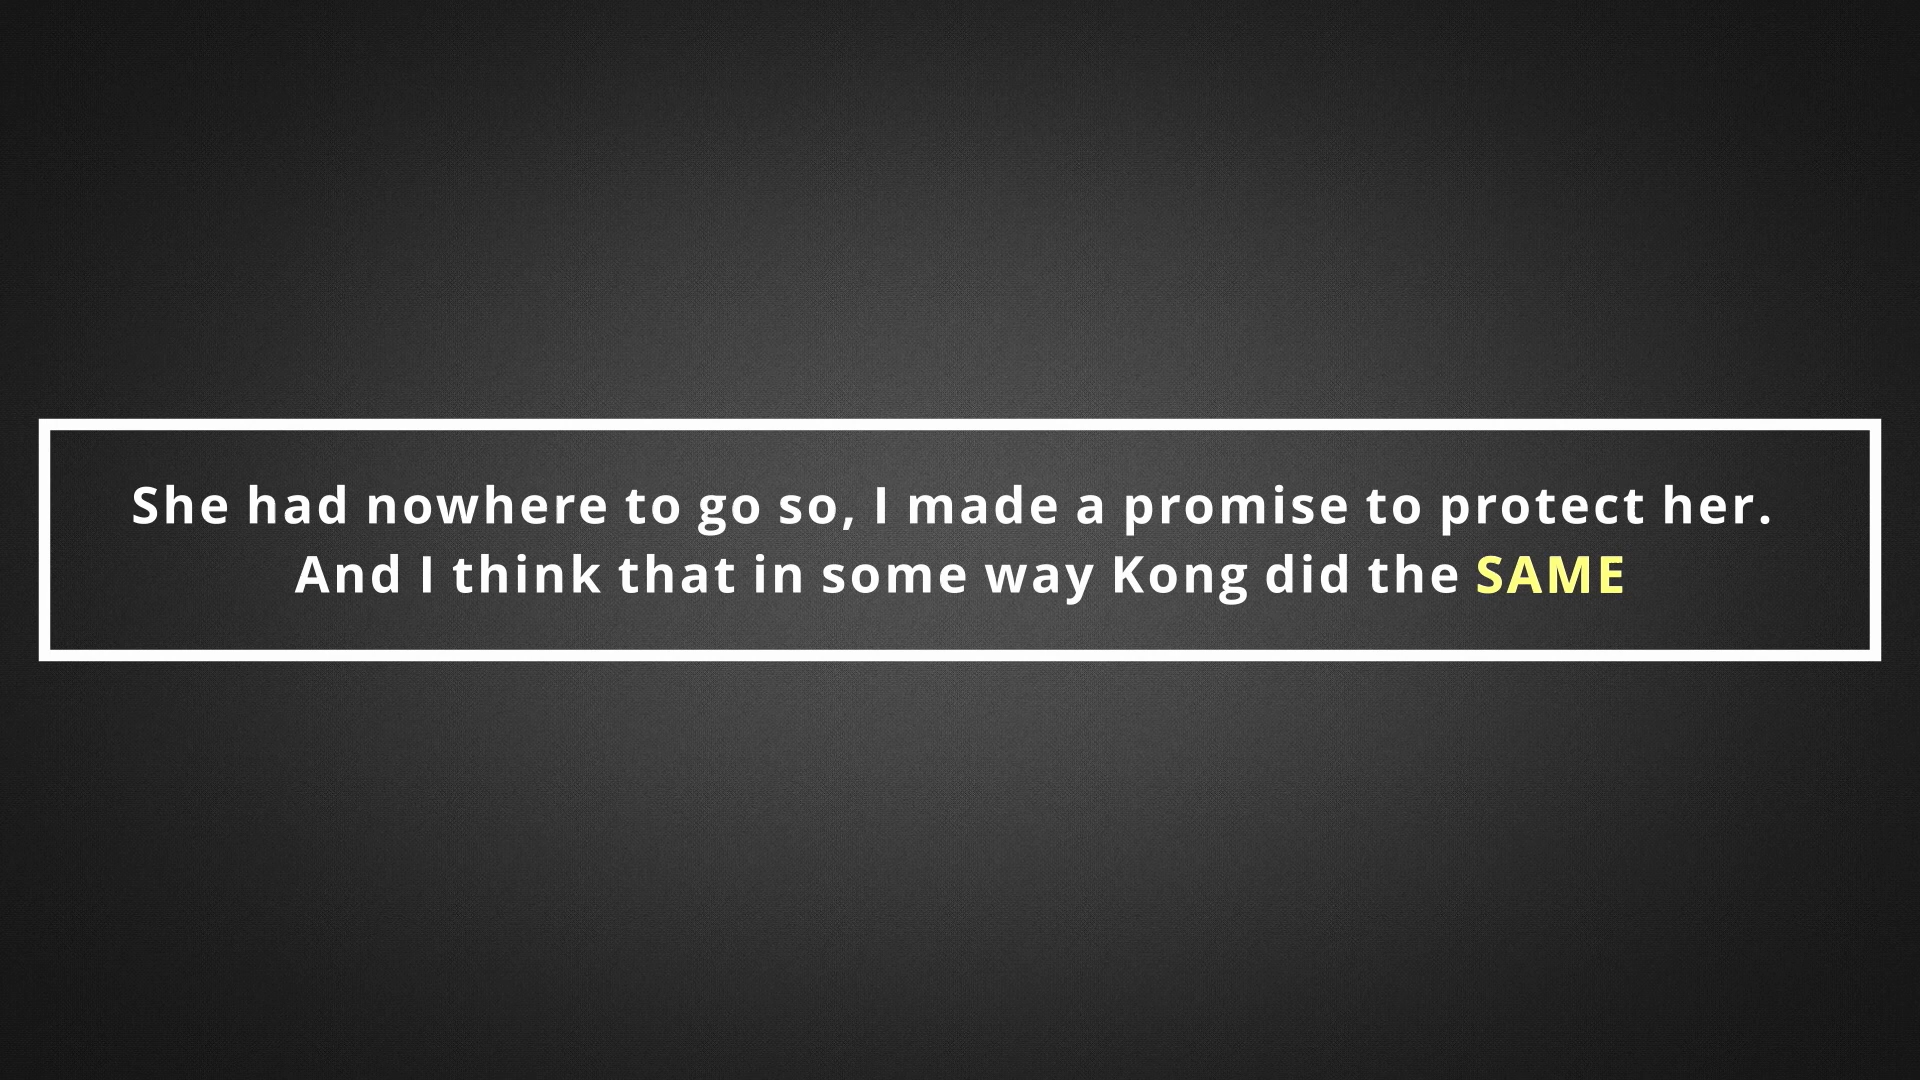 She had nowhere to go so, I made a promise to protect her.
And I think that in some way Kong did the SAME